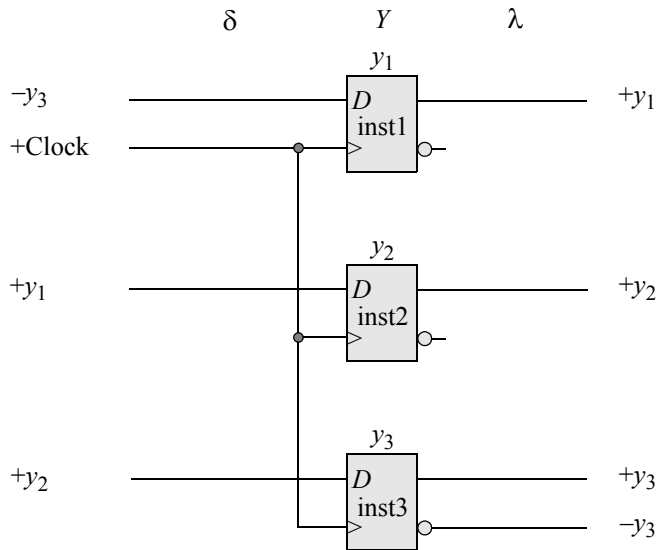 δ Y λ
y₁
−y₃ D +y₁
inst1
+Clock
y₂
+y₁ D +y₂
inst2
y₃
+y₂ D +y₃
inst3
−y₃